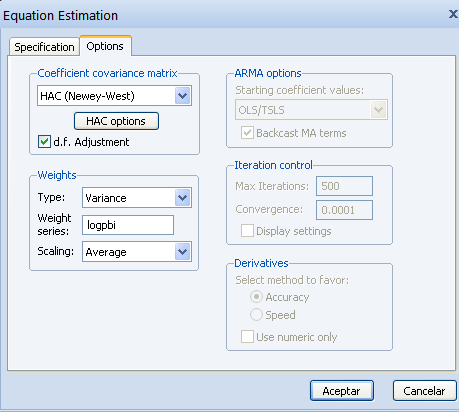 Equation Estimation
x
Specification
Options
Coefficient covariance matrix
HAC (Newey-West)
HAC options
d.f. Adjustment
Weights
Type:
Variance
Weight
series:
logpbi
Scaling:
Average
ARMA options
Starting coefficient values:
OLS/TSLS
Backcast MA terms
Iteration control
Max Iterations:
500
Convergence:
0.0001
Display settings
Derivatives
Select method to favor:
Accuracy
Speed
Use numeric only
Aceptar
Cancelar